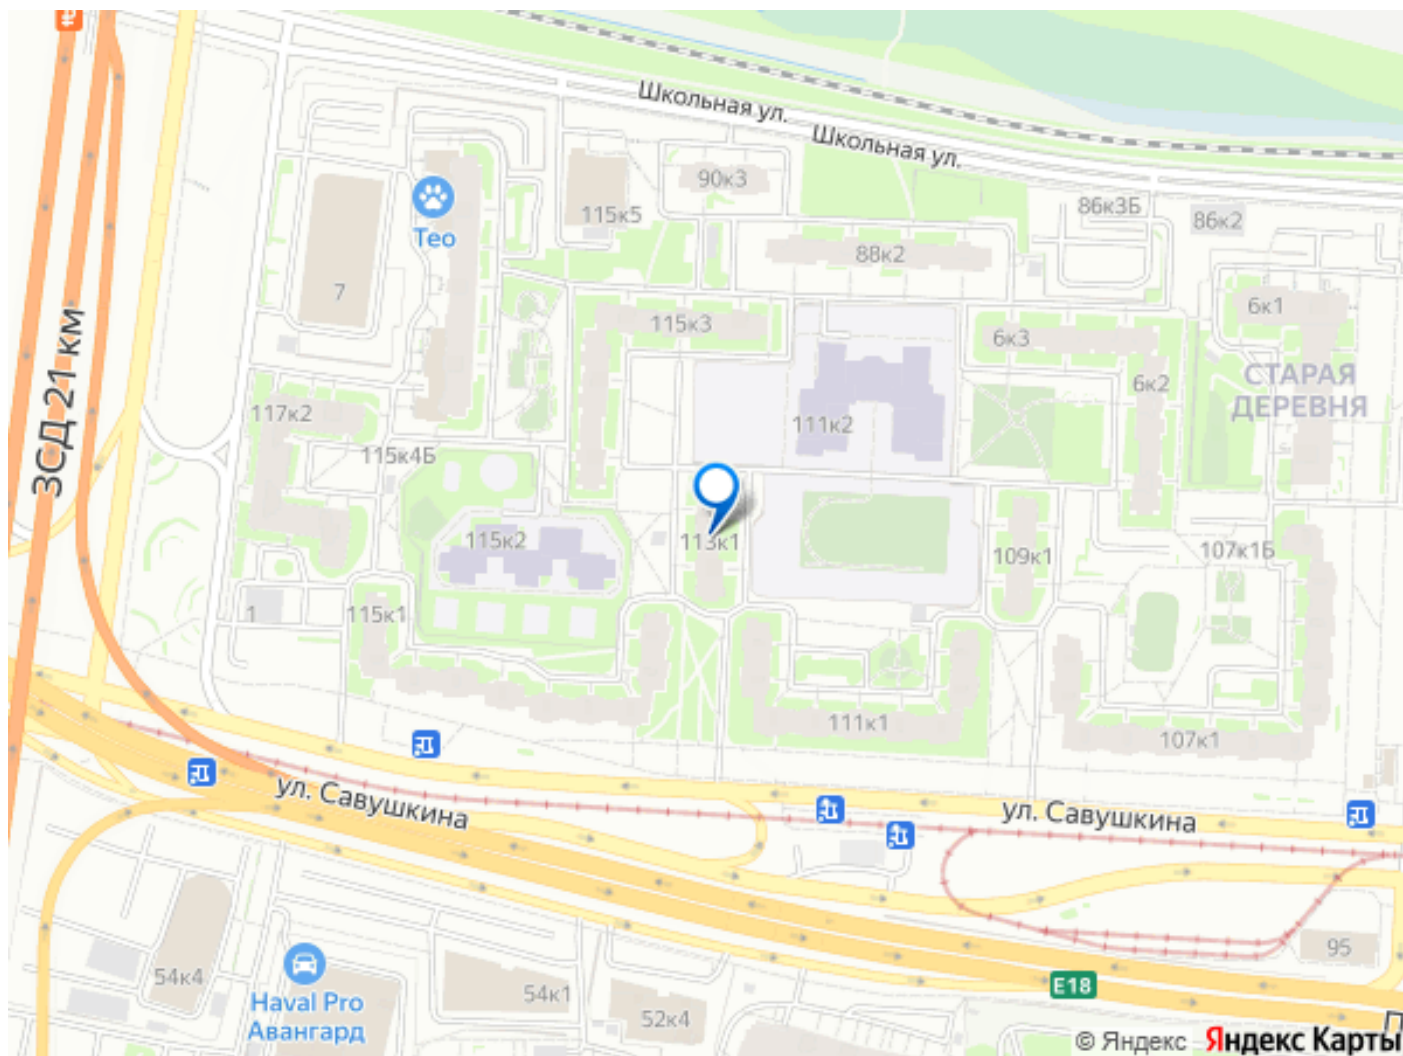 Школьная ул.
Школьная ул.
90к3
115к5
86к3Б
86к2
Тео
88к2
7
6к1
115к3
6к3
СТАРАЯ
ДЕРЕВНЯ
6к2
117к2
111к2
115к4Б
ЗСД 21 км
115к2
113к1
109к1
107к1Б
1
115к1
111к1
107к1
ул. Савушкина
ул. Савушкина
95
54к4
54к1
E18
Haval Pro
Авангард
52к4
П
© Яндекс Яндекс Карты